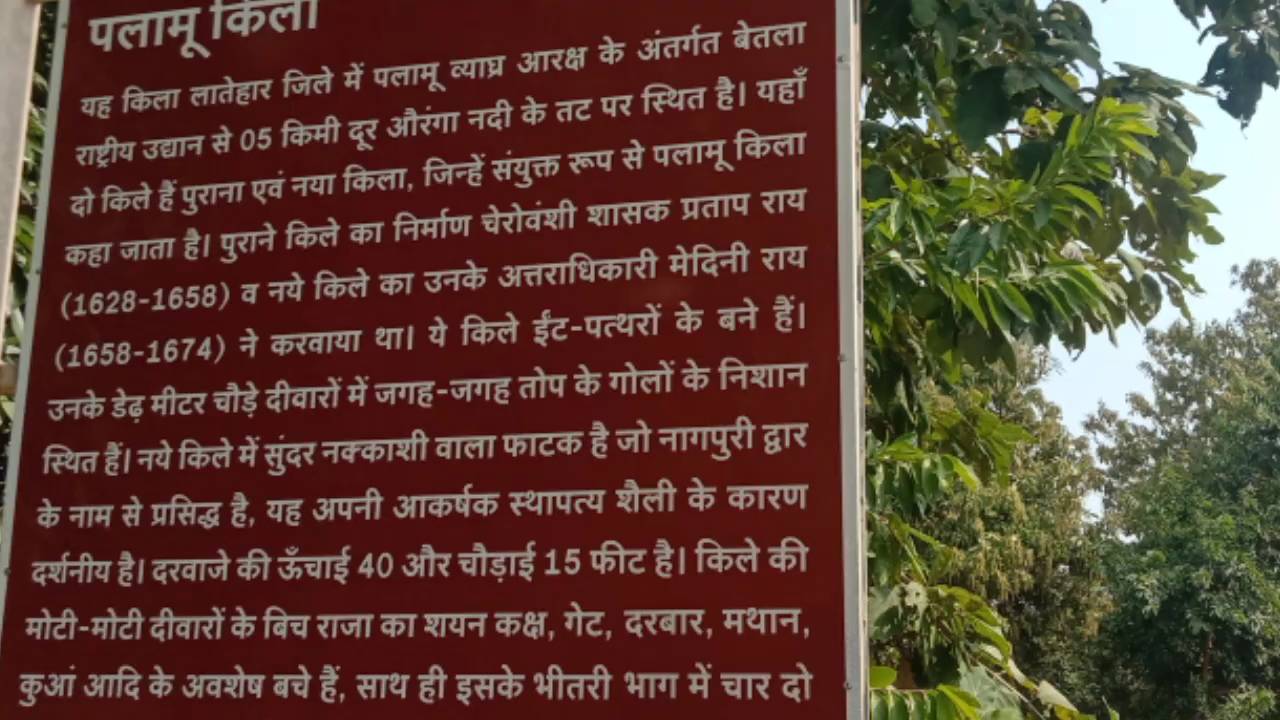 पलामू किला
यह किला लातेहार जिले में पलामू व्याघ्र आरक्ष के अंतर्गत बेतला
राष्ट्रीय उद्यान से 05 किमी दूर औरंगा नदी के तट पर स्थित है। यहाँ
दो किले हैं पुराना एवं नया किला, जिन्हें संयुक्त रूप से पलामू किला
कहा जाता है। पुराने किले का निर्माण चेरोवंशी शासक प्रताप राय
(1628-1658) व नये किले का उनके अत्तराधिकारी मेदिनी राय
(1658-1674) ने करवाया था। ये किले ईंट-पत्थरों के बने हैं।
उनके डेढ़ मीटर चौड़े दीवारों में जगह-जगह तोप के गोलों के निशान
स्थित हैं। नये किले में सुंदर नक्काशी वाला फाटक है जो नागपुरी द्वार
के नाम से प्रसिद्ध है, यह अपनी आकर्षक स्थापत्य शैली के कारण
दर्शनीय है। दरवाजे की ऊँचाई 40 और चौड़ाई 15 फीट है। किले की
मोटी-मोटी दीवारों के बिच राजा का शयन कक्ष, गेट, दरबार, मथान,
कुआं आदि के अवशेष बचे हैं, साथ ही इसके भीतरी भाग में चार दो